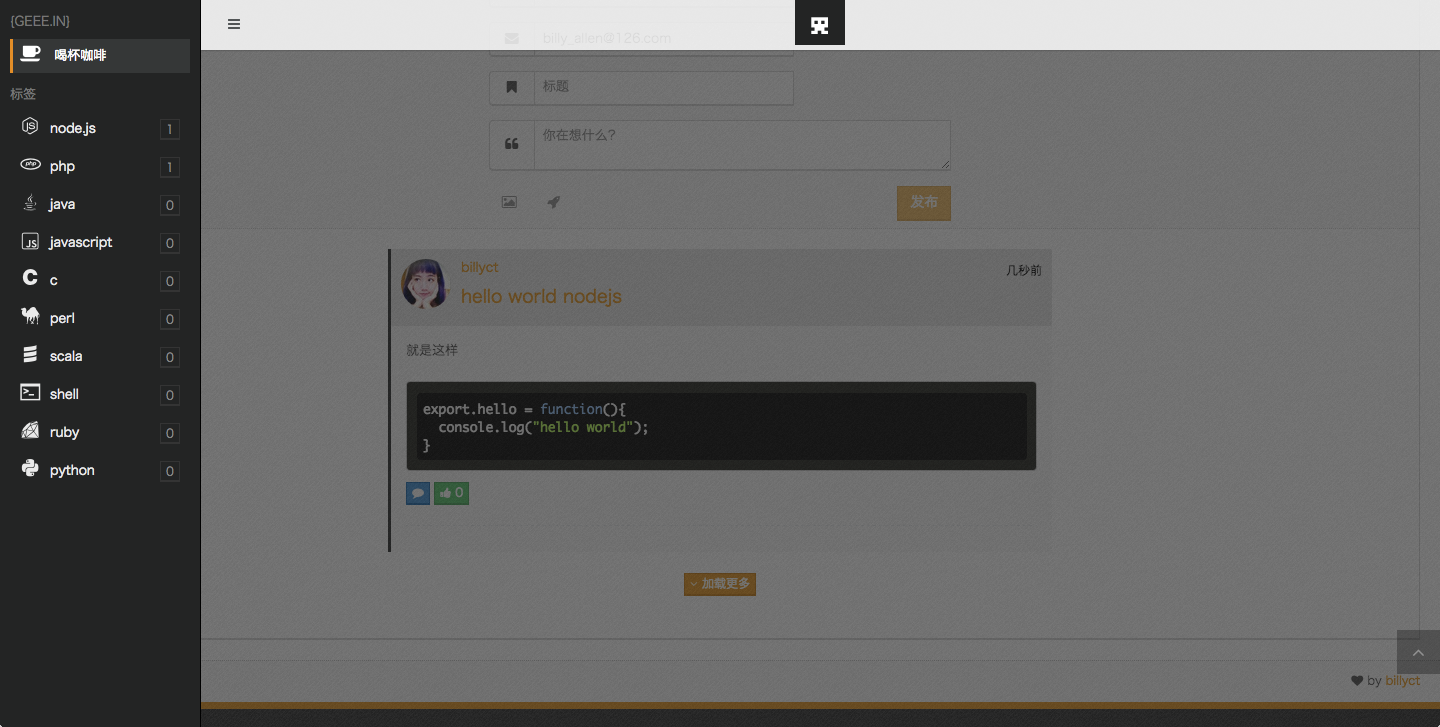 {GEEE.IN}
喝杯咖啡
标签
node.js 1
php 1
java 0
javascript 0
c 0
perl 0
scala 0
shell 0
ruby 0
python 0
billy_ellen@126.com
标题
你在想什么?
发布
billyct
几秒前
hello world nodejs
就是这样
export.hello = function(){
console.log("hello world");
}
0
加载更多
by billyct